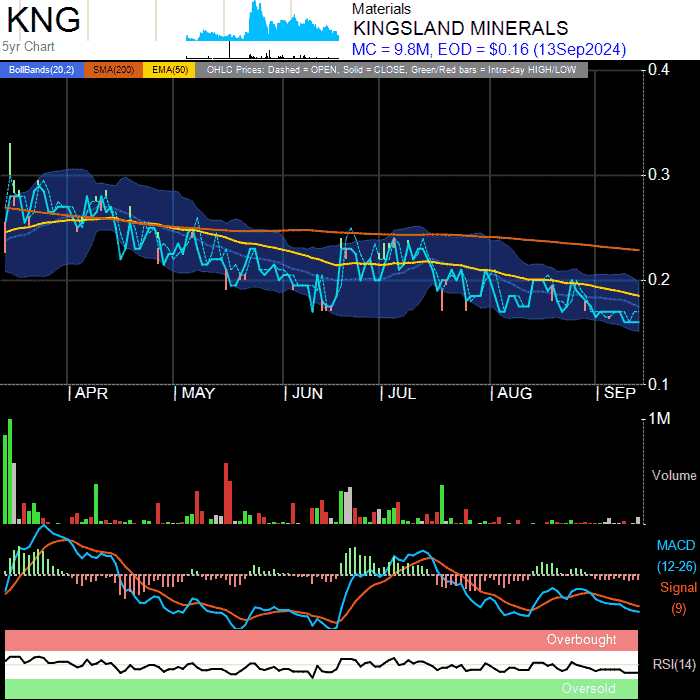 KNG
5yr Chart
Materials
KINGSLAND MINERALS
MC = 9.8M, EOD = $0.16 (13Sep2024)
BollBands(20,2) SMA(200) EMA(50) OHLC Prices: Dashed = OPEN, Solid = CLOSE, Green/Red bars = Intra-day HIGH/LOW
0.4
0.3
0.2
0.1
APR MAY JUN JUL AUG SEP
1M
Volume
MACD
(12-26)
Signal
(9)
Overbought
RSI(14)
Oversold